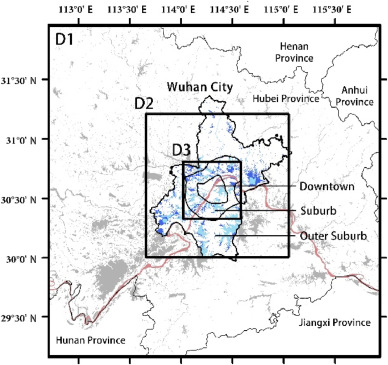 113°0' E 113°30' E 114°0' E 114°30' E 115°0' E 115°30' E
D1
Henan
Province
31°30' N
Wuhan City
Anhui
Province
D2
Hubei Province
31°0' N
D3
30°30' N
Downtown
Suburb
Outer Suburb
30°0' N
29°30' N
Jiangxi Province
Hunan Province